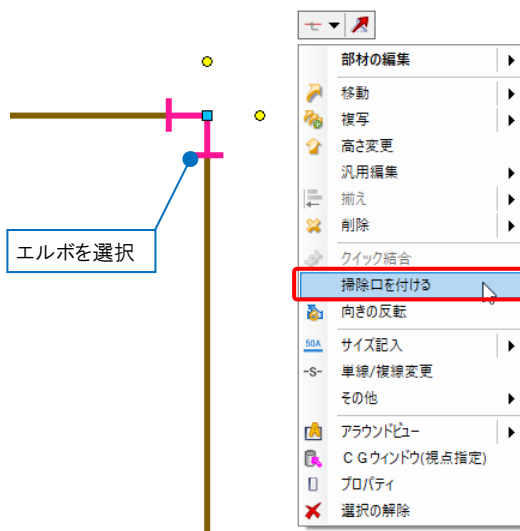 エルボを選択
部材の編集
移動
複写
高さ変更
汎用編集
揃え
削除
クイック結合
掃除口を付ける
向きの反転
50A サイズ記入
-S- 単線/複線変更
その他
アラウンドビュー
ＣＧウィンドウ(視点指定)
プロパティ
選択の解除